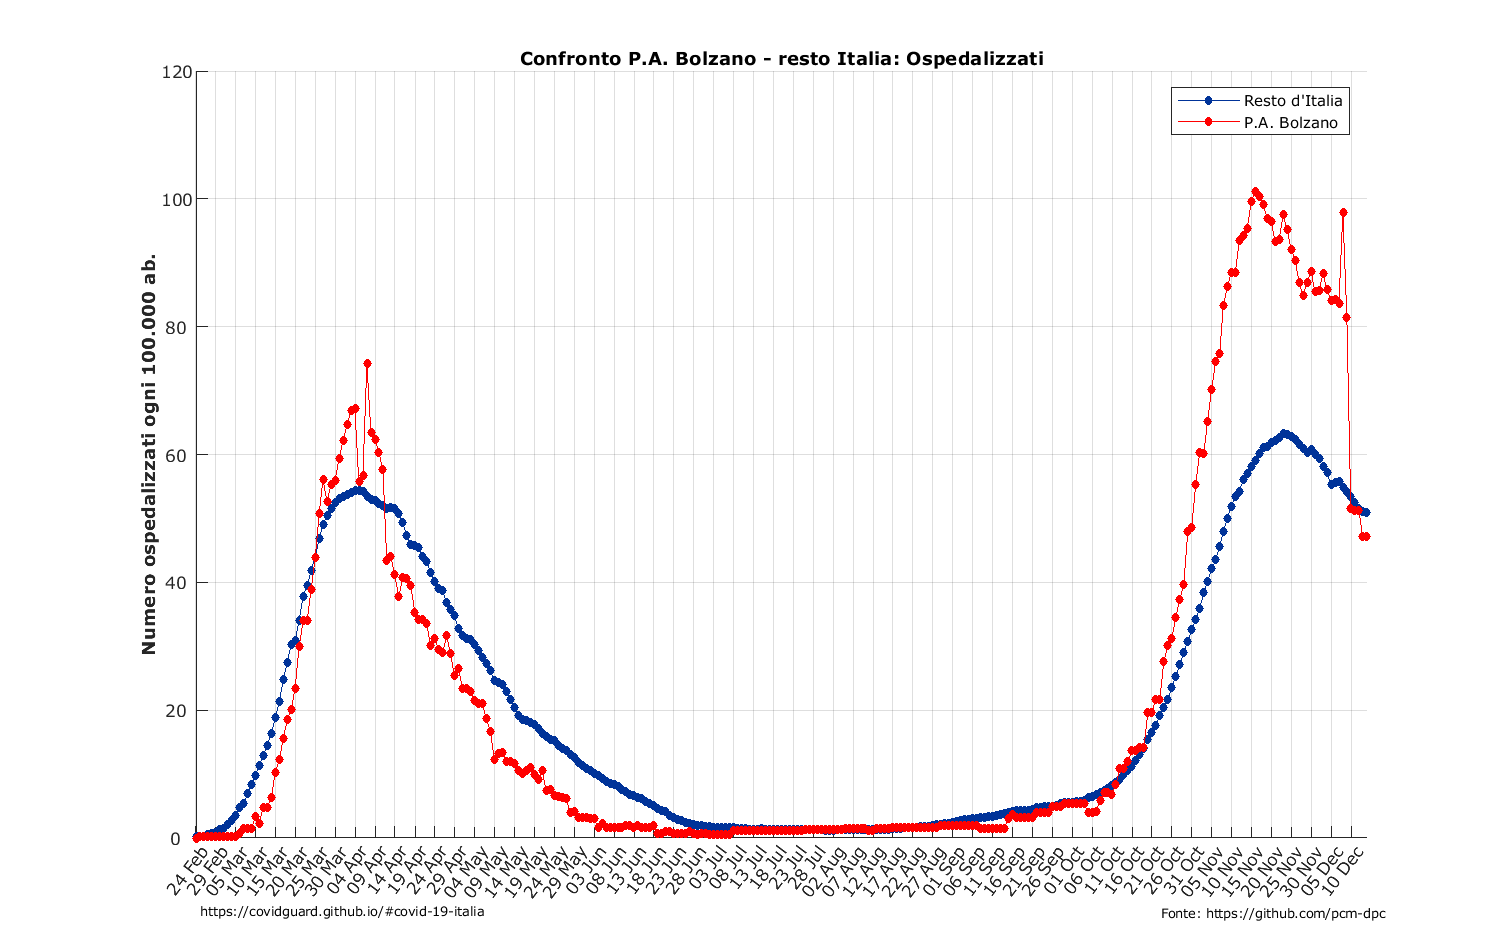 Confronto P.A. Bolzano - resto Italia: Ospedalizzati
120
100
80
60
40
20
0
Numero ospedalizzati ogni 100.000 ab.
Resto d'Italia
P.A. Bolzano
24 Feb
29 Feb
05 Mar
10 Mar
15 Mar
20 Mar
25 Mar
30 Mar
04 Apr
09 Apr
14 Apr
19 Apr
24 Apr
29 Apr
04 May
09 May
14 May
19 May
24 May
29 May
03 Jun
08 Jun
13 Jun
18 Jun
23 Jun
28 Jun
03 Jul
08 Jul
13 Jul
18 Jul
23 Jul
28 Jul
02 Aug
07 Aug
12 Aug
17 Aug
22 Aug
27 Aug
01 Sep
06 Sep
11 Sep
16 Sep
21 Sep
26 Sep
01 Oct
06 Oct
11 Oct
16 Oct
21 Oct
26 Oct
31 Oct
05 Nov
10 Nov
15 Nov
20 Nov
25 Nov
30 Nov
05 Dec
10 Dec
https://covidguard.github.io/#covid-19-italia
Fonte: https://github.com/pcm-dpc